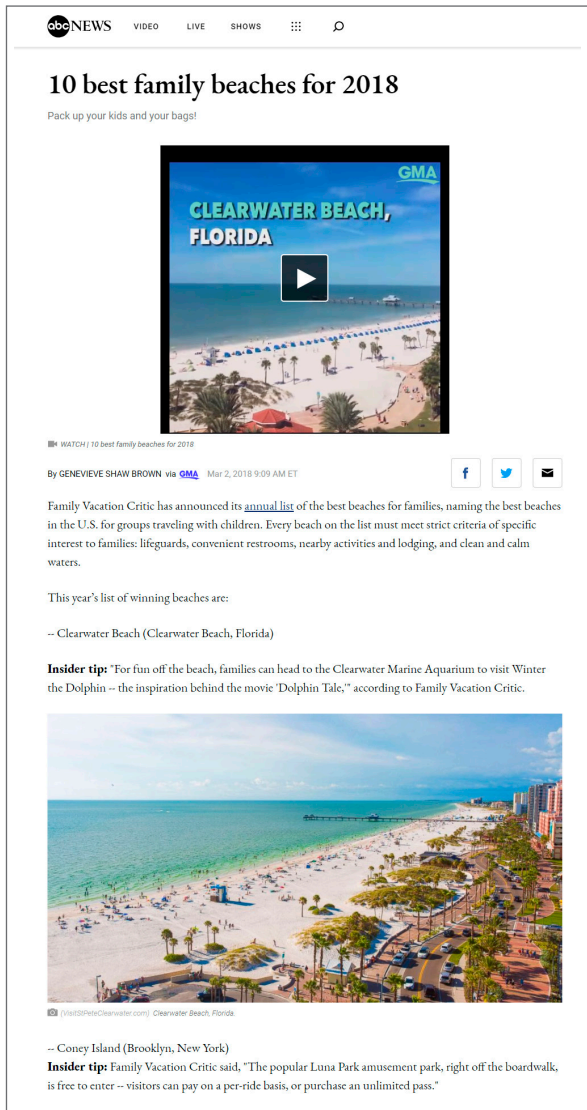 abc NEWS VIDEO LIVE SHOWS
10 best family beaches for 2018
Pack up your kids and your bags!
GMA
CLEARWATER BEACH,
FLORIDA
WATCH | 10 best family beaches for 2018
By GENEVIEVE SHAW BROWN via GMA Mar 2, 2018 9:09 AM ET
Family Vacation Critic has announced its annual list of the best beaches for families, naming the best beaches
in the U.S. for groups traveling with children. Every beach on the list must meet strict criteria of specific
interest to families: lifeguards, convenient restrooms, nearby activities and lodging, and clean and calm
waters.
This year's list of winning beaches are:
-- Clearwater Beach (Clearwater Beach, Florida)
Insider tip: "For fun off the beach, families can head to the Clearwater Marine Aquarium to visit Winter
the Dolphin -- the inspiration behind the movie 'Dolphin Tale,'" according to Family Vacation Critic.
(VisitStPeteClearwater.com) Clearwater Beach, Florida.
-- Coney Island (Brooklyn, New York)
Insider tip: Family Vacation Critic said, "The popular Luna Park amusement park, right off the boardwalk,
is free to enter -- visitors can pay on a per-ride basis, or purchase an unlimited pass."